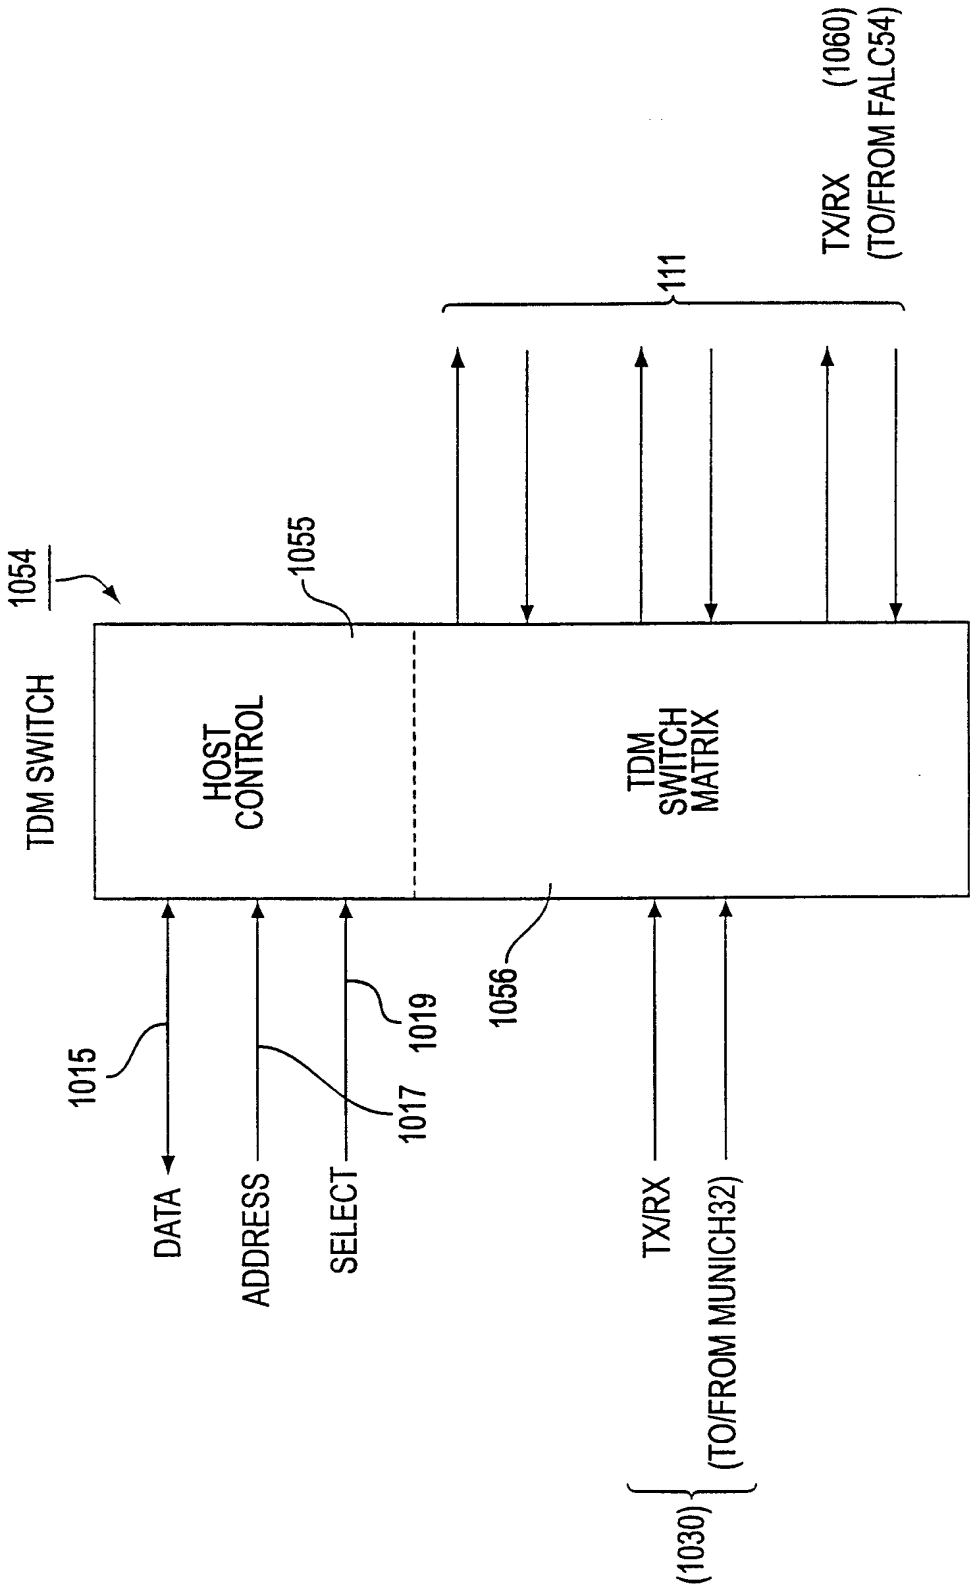 TDM SWITCH
1054
1015
DATA
ADDRESS
1017
SELECT
1019
HOST
CONTROL
1055
1056
TDM
SWITCH
MATRIX
TX/RX
(TO/FROM MUNICH32)
(1030)
111
TX/RX (1060)
(TO/FROM FALC54)